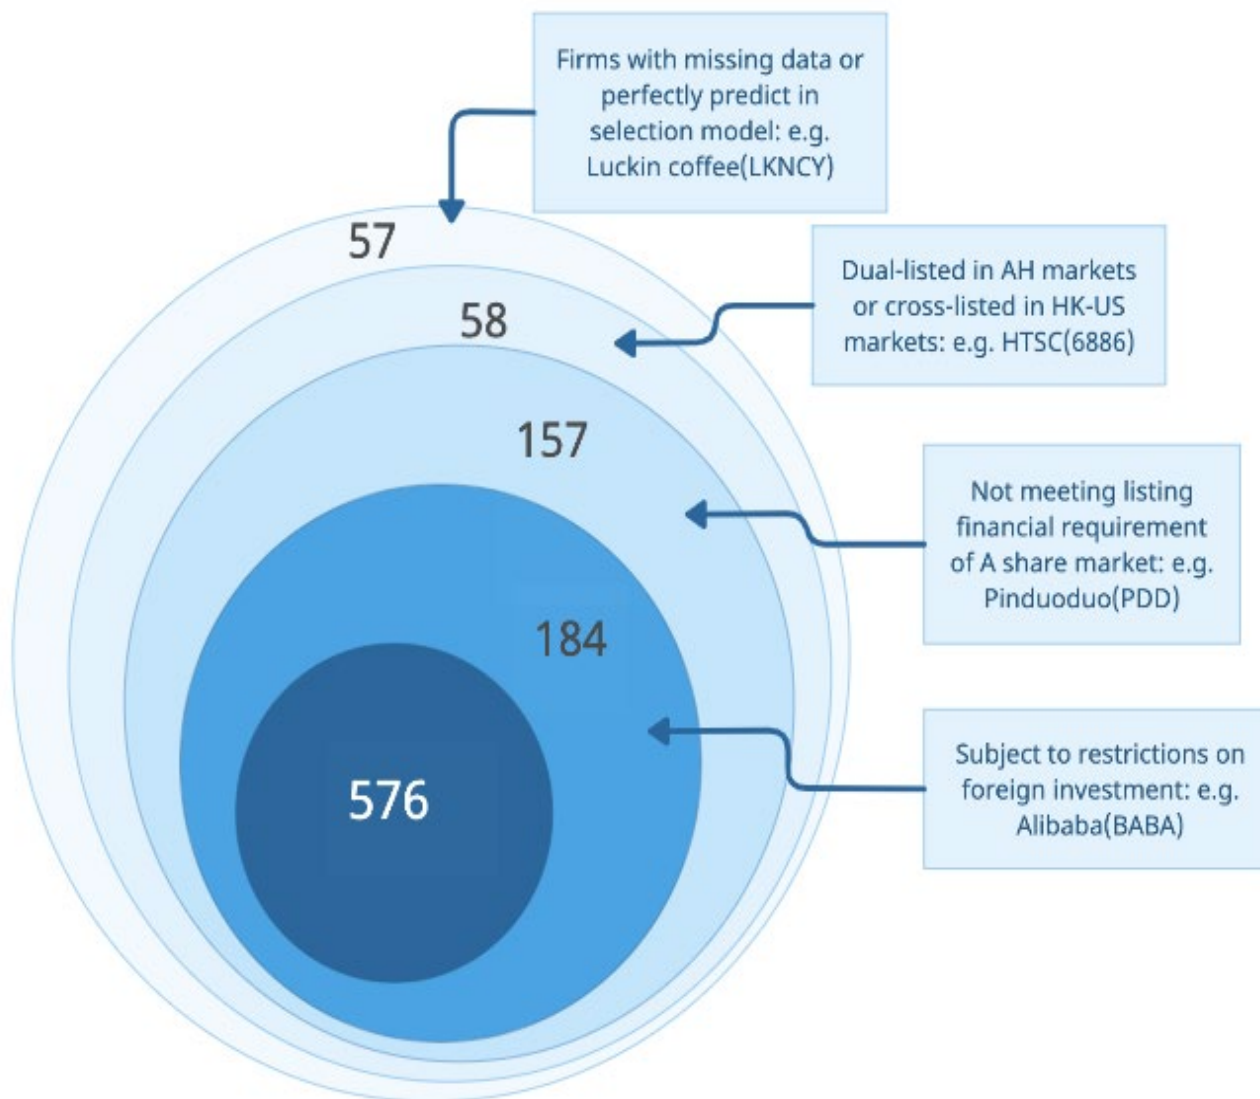 Firms with missing data or
perfectly predict in
selection model: e.g.
Luckin coffee(LKNCY)
57
Dual-listed in AH markets
or cross-listed in HK-US
markets: e.g. HTSC(6886)
58
157
Not meeting listing
financial requirement
of A share market: e.g.
Pinduoduo(PDD)
184
Subject to restrictions on
foreign investment: e.g.
Alibaba(BABA)
576